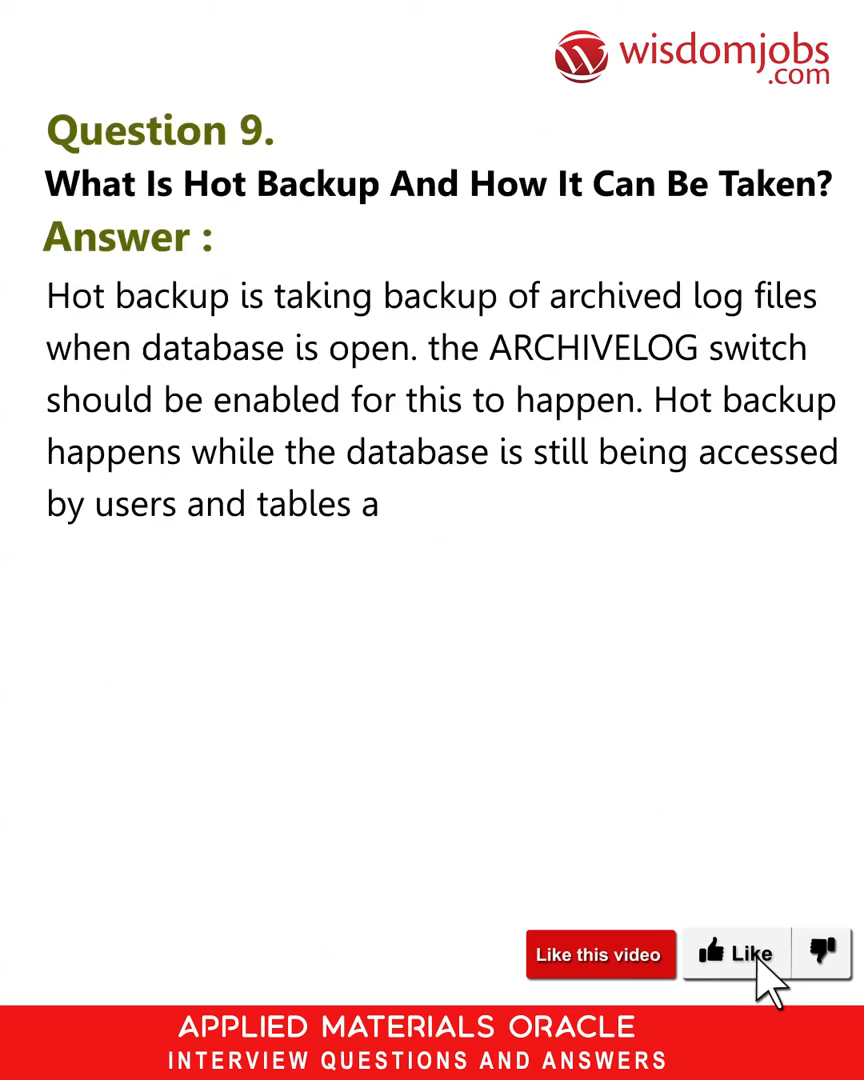 wisdomjobs
.com
Question 9.
What Is Hot Backup And How It Can Be Taken?
Answer :
Hot backup is taking backup of archived log files
when database is open. the ARCHIVELOG switch
should be enabled for this to happen. Hot backup
happens while the database is still being accessed
by users and tables a
Like this video
Like
APPLIED MATERIALS ORACLE
INTERVIEW QUESTIONS AND ANSWERS